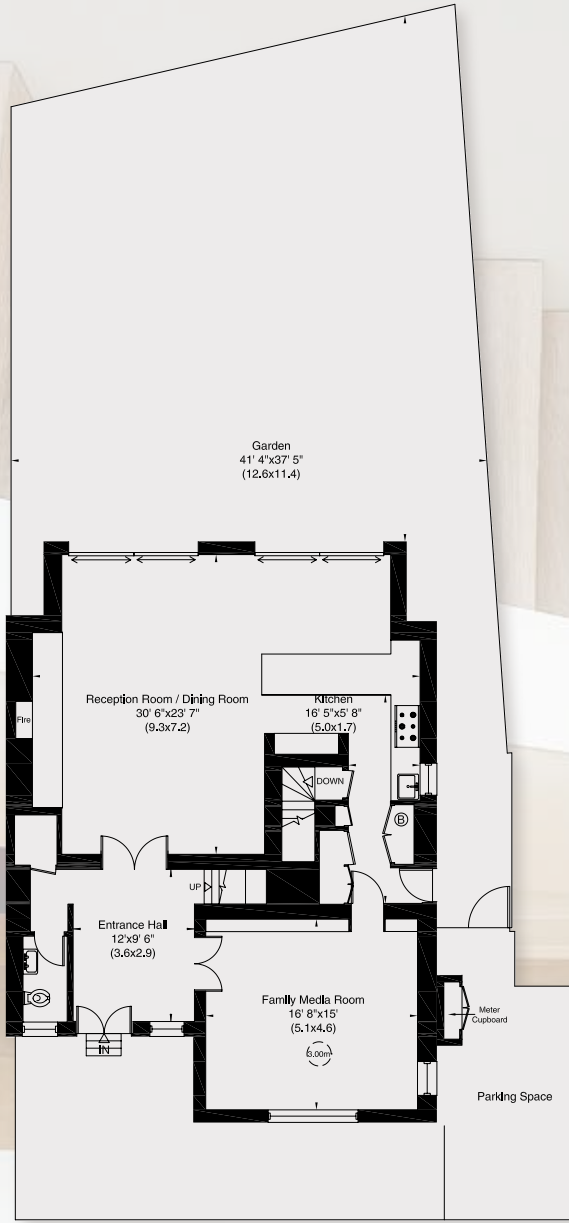 Garden
41' 4"x37' 5"
(12.6x11.4)
Reception Room / Dining Room
30' 6"x23' 7"
(9.3x7.2)
Kitchen
16' 5"x5' 8"
(5.0x1.7)
Fire
DOWN
B
UP
Entrance Hall
12'x9' 6"
(3.6x2.9)
IN
Family Media Room
16' 8"x15'
(5.1x4.6)
3.00m
Meter
Cupboard
Parking Space